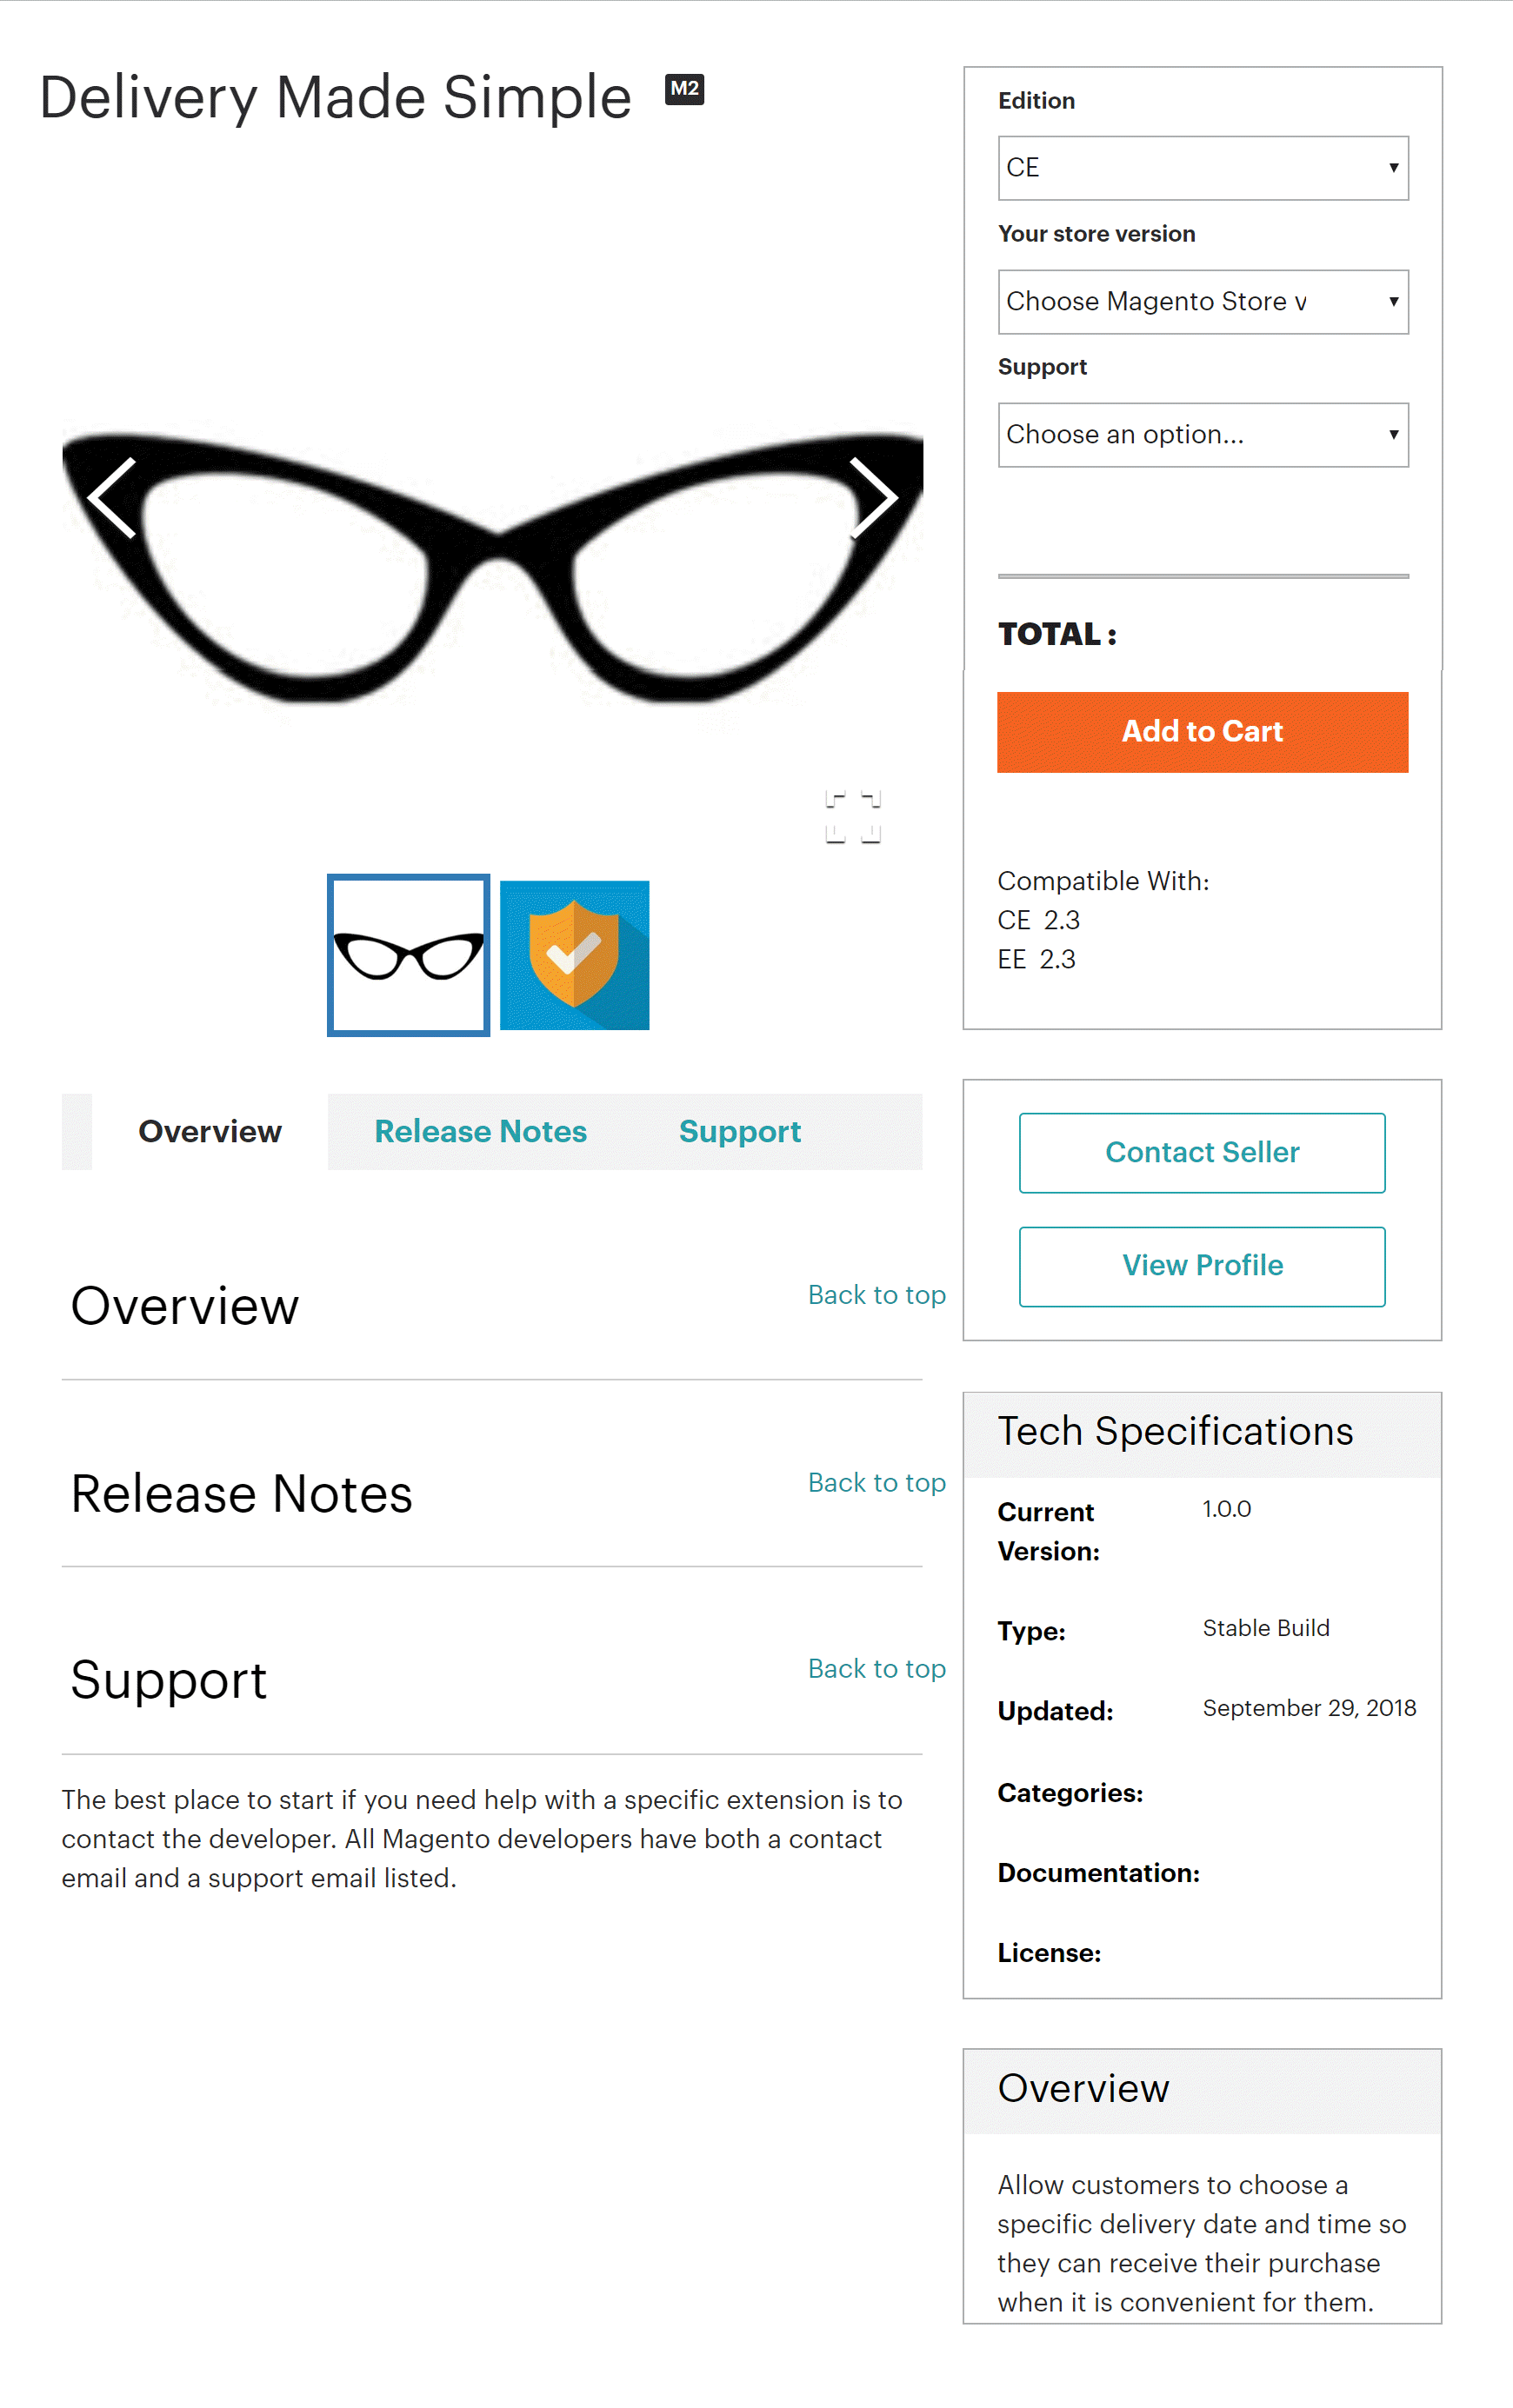 Delivery Made Simple M2
Edition
CE
Your store version
Choose Magento Store v
Support
Choose an option...
TOTAL :
Add to Cart
Compatible With:
CE 2.3
EE 2.3
Overview Release Notes Support
Contact Seller
View Profile
Overview Back to top
Release Notes Back to top
Support Back to top
The best place to start if you need help with a specific extension is to
contact the developer. All Magento developers have both a contact
email and a support email listed.
Tech Specifications
Current
Version: 1.0.0
Type: Stable Build
Updated: September 29, 2018
Categories:
Documentation:
License:
Overview
Allow customers to choose a
specific delivery date and time so
they can receive their purchase
when it is convenient for them.